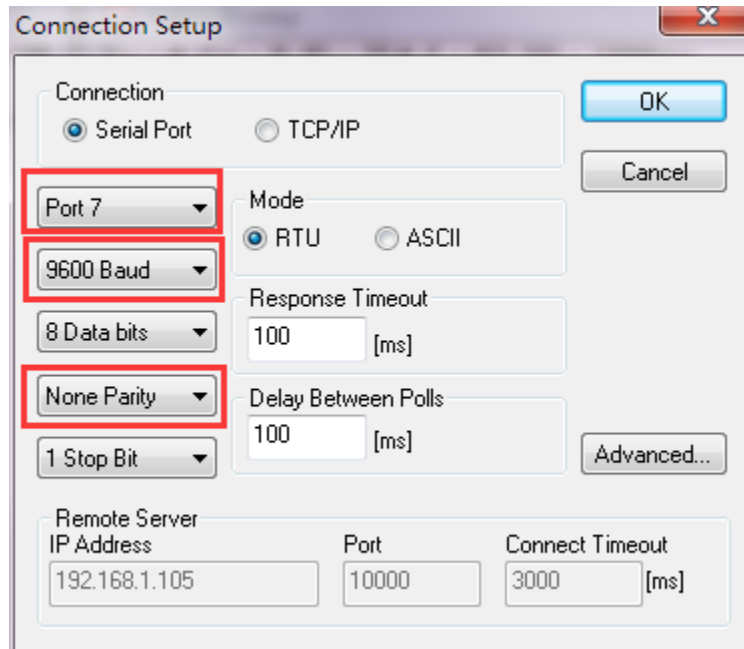 Connection Setup
Connection
Serial Port TCP/IP
OK
Cancel
Port 7
9600 Baud
8 Data bits
None Parity
1 Stop Bit
Mode
RTU ASCII
Response Timeout
100 [ms]
Delay Between Polls
100 [ms]
Advanced...
Remote Server
IP Address Port Connect Timeout
192.168.1.105 10000 3000 [ms]